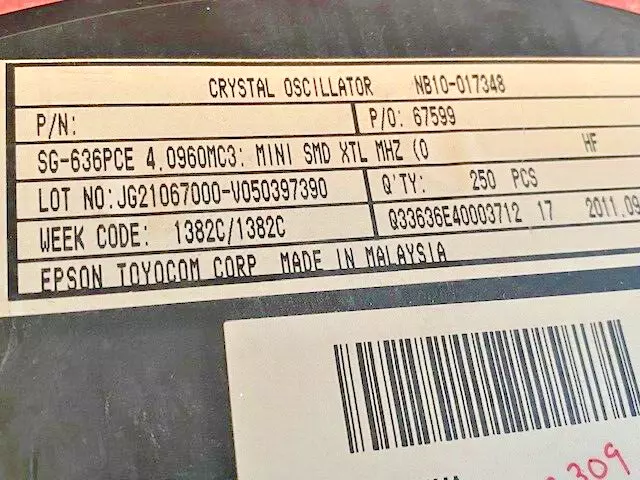 CRYSTAL OSCILLATOR NB10-017348
P/N: P/O: 67599
SG-636PCE 4.0960MC3: MINI SMD XTL MHZ (0 HF
LOT NO:JG21067000-V050397390 Q'TY: 250 PCS
WEEK CODE: 1382C/1382C Q33636E40003712 17 2011.09
EPSON TOYOCOM CORP MADE IN MALAYSIA
309